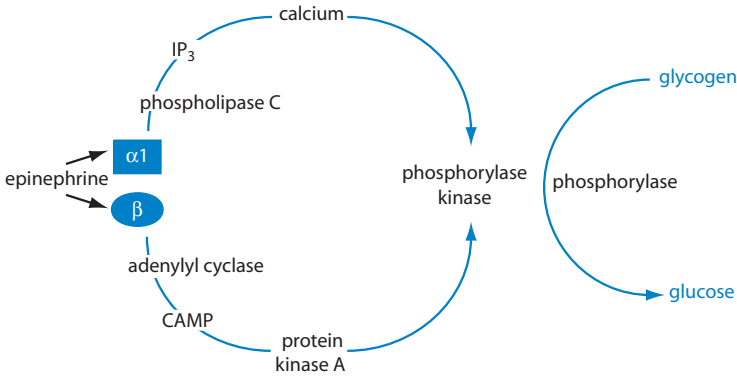 calcium
IP3
phospholipase C
α1
epinephrine
β
adenylyl cyclase
CAMP
protein
kinase A
phosphorylase
kinase
glycogen
phosphorylase
glucose